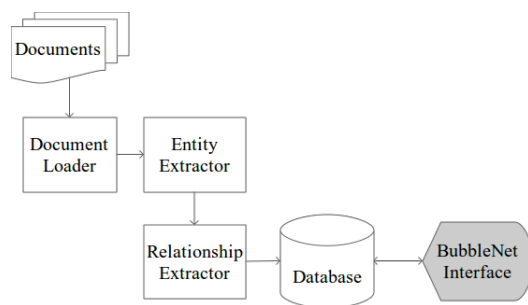 Documents
Document
Loader
Entity
Extractor
Relationship
Extractor
Database
BubbleNet
Interface